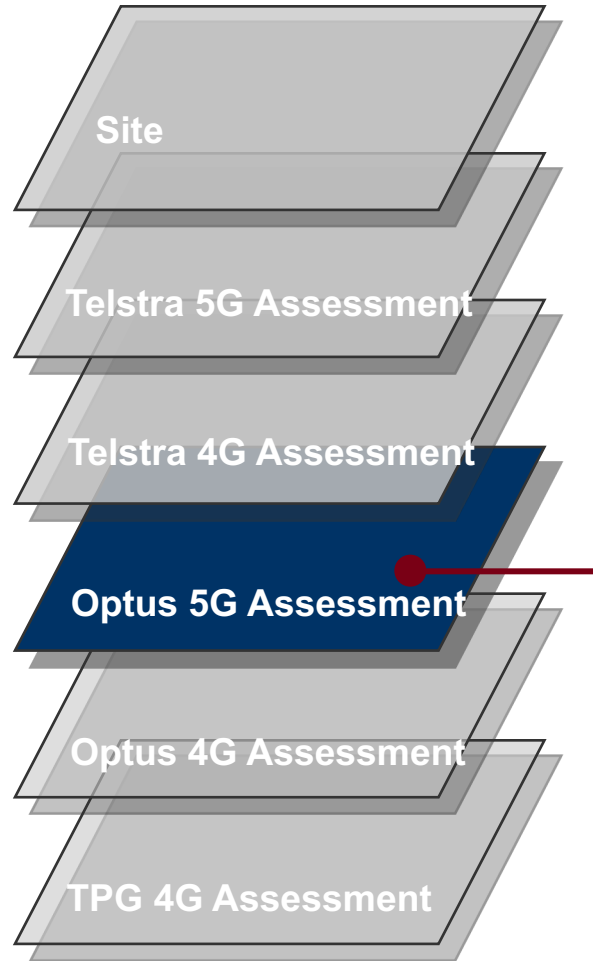 Site
Telstra 5G Assessment
Telstra 4G Assessment
Optus 5G Assessment
Optus 4G Assessment
TPG 4G Assessment